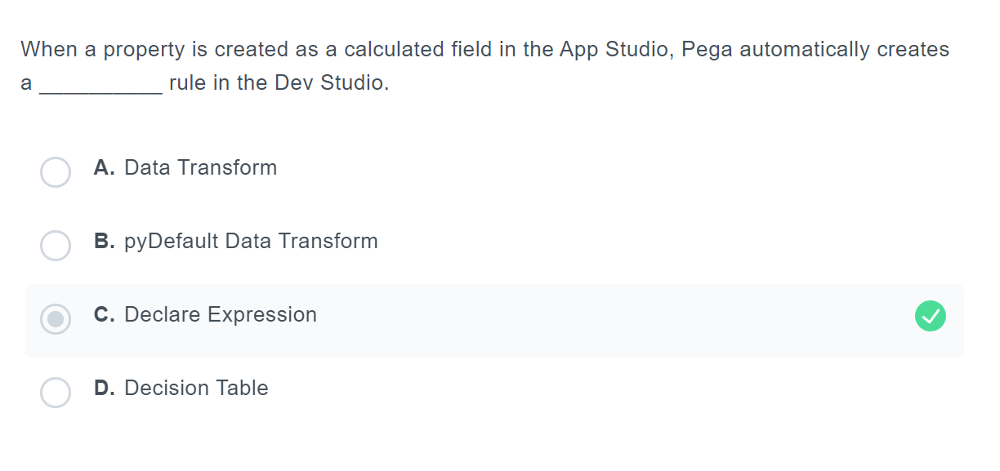 When a property is created as a calculated field in the App Studio, Pega automatically creates
a __________ rule in the Dev Studio.
A. Data Transform
B. pyDefault Data Transform
C. Declare Expression
D. Decision Table